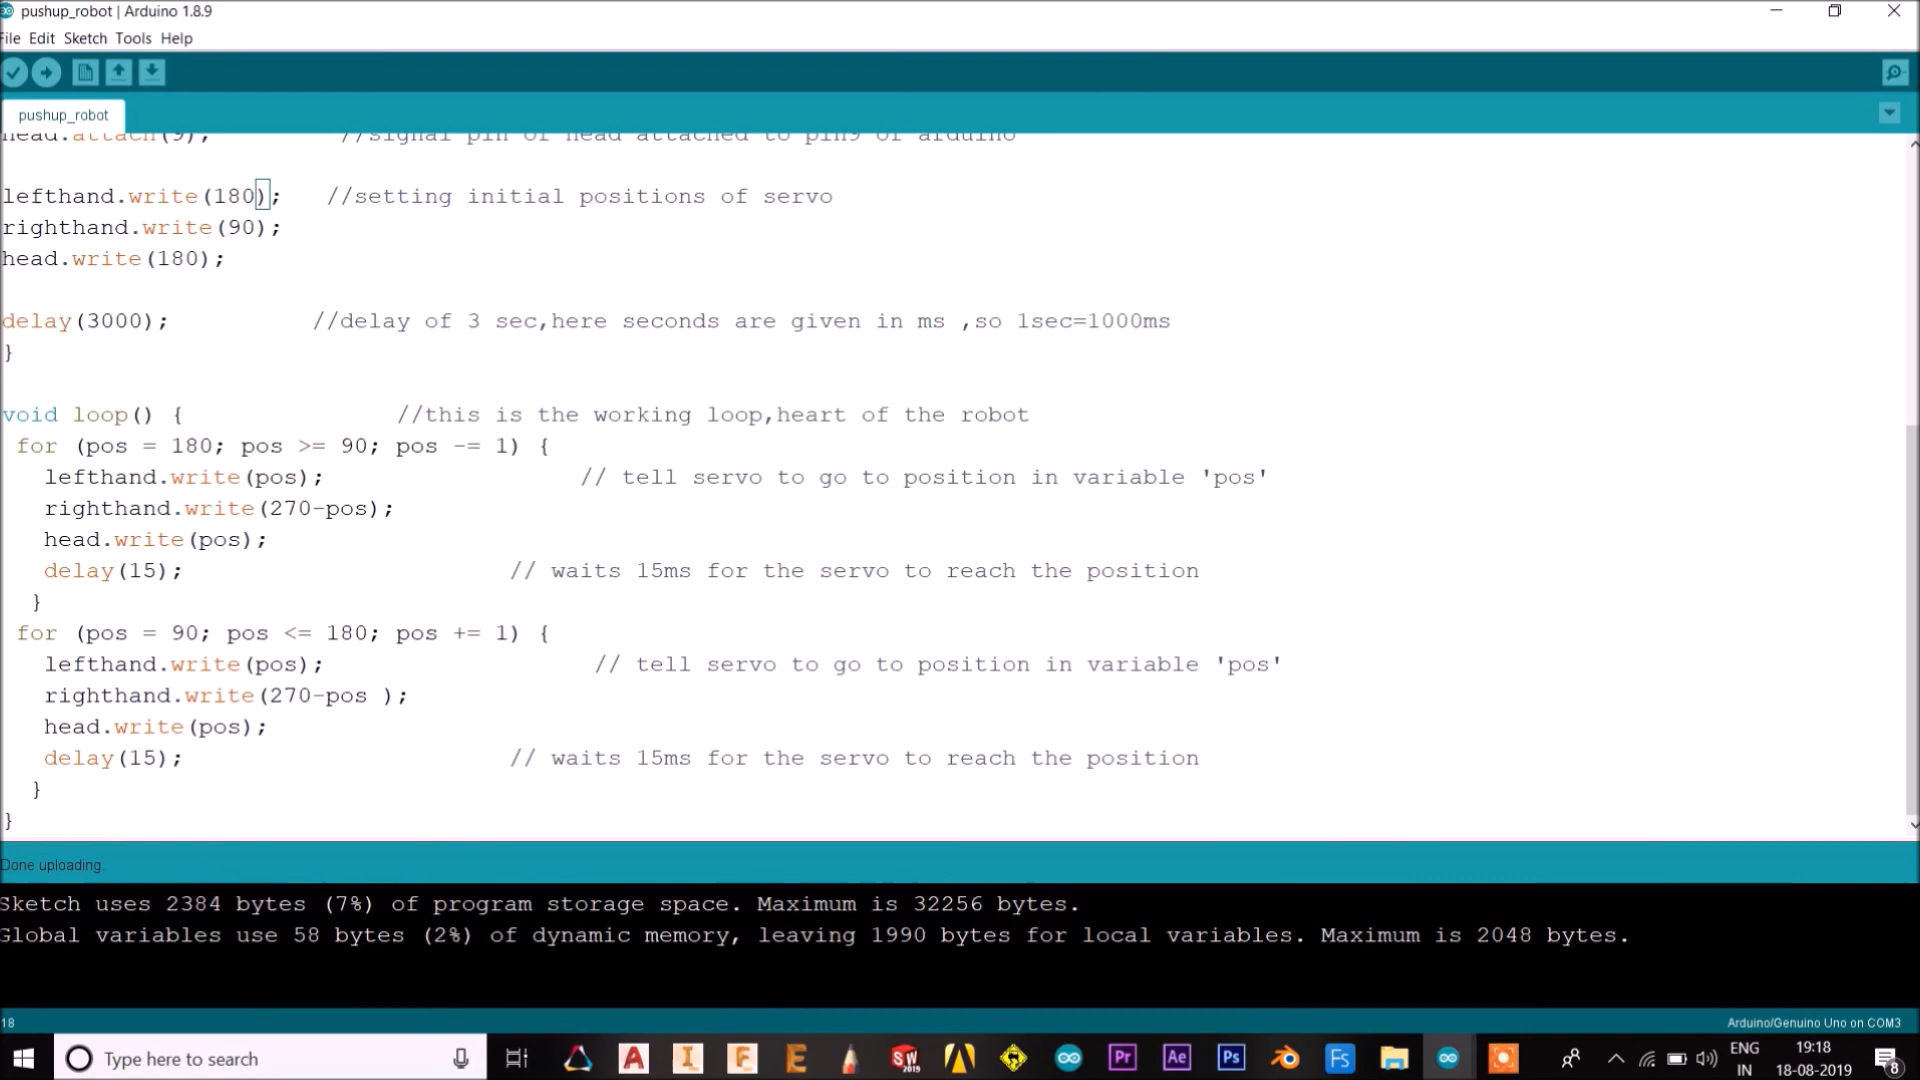 pushup_robot | Arduino 1.8.9
File Edit Sketch Tools Help
pushup_robot
head.attach(9);          //signal pin of head attached to pin9 of arduino
lefthand.write(180);   //setting initial positions of servo
righthand.write(90);
head.write(180);
delay(3000);          //delay of 3 sec,here seconds are given in ms ,so 1sec=1000ms
}
void loop() {               //this is the working loop,heart of the robot
for (pos = 180; pos >= 90; pos -= 1) {
lefthand.write(pos);                  // tell servo to go to position in variable 'pos'
righthand.write(270-pos);
head.write(pos);
delay(15);                       // waits 15ms for the servo to reach the position
}
for (pos = 90; pos <= 180; pos += 1) {
lefthand.write(pos);                   // tell servo to go to position in variable 'pos'
righthand.write(270-pos );
head.write(pos);
delay(15);                       // waits 15ms for the servo to reach the position
}
}
Done uploading.
Sketch uses 2384 bytes (7%) of program storage space. Maximum is 32256 bytes.
Global variables use 58 bytes (2%) of dynamic memory, leaving 1990 bytes for local variables. Maximum is 2048 bytes.
18
Arduino/Genuino Uno on COM3
Type here to search
A
I
F
E
SW
2019
Pr
Ae
Ps
Fs
ENG
IN
19:18
18-08-2019
8